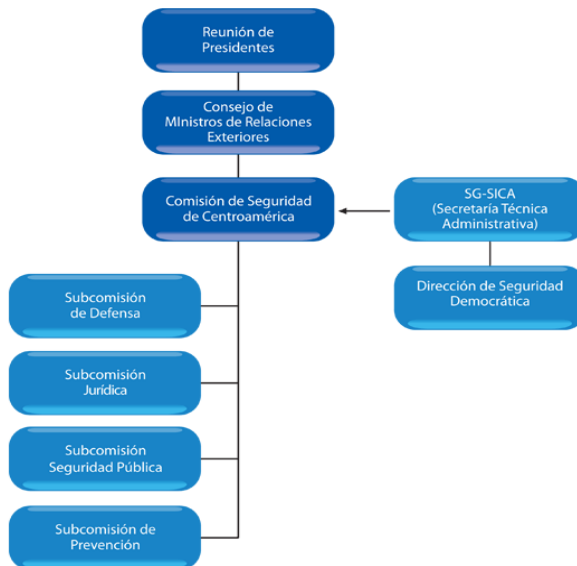 Reunión de
Presidentes
Consejo de
MInistros de Relaciones
Exteriores
Comisión de Seguridad
de Centroamérica
SG-SICA
(Secretaría Técnica
Administrativa)
Dirección de Seguridad
Democrática
Subcomisión
de Defensa
Subcomisión
Jurídica
Subcomisión
Seguridad Pública
Subcomisión de
Prevención